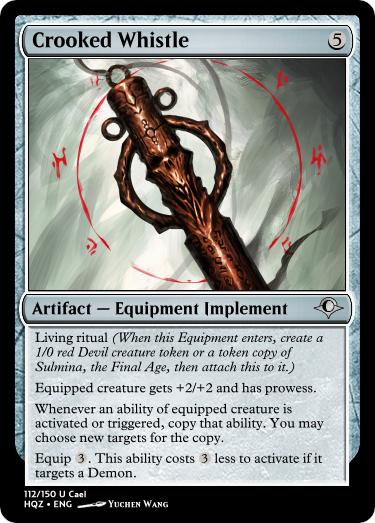 Crooked Whistle 5
Artifact — Equipment Implement
Living ritual (When this Equipment enters, create a
1/0 red Devil creature token or a token copy of
Sulmina, the Final Age, then attach this to it.)
Equipped creature gets +2/+2 and has prowess.
Whenever an ability of equipped creature is
activated or triggered, copy that ability. You may
choose new targets for the copy.
Equip 3. This ability costs 3 less to activate if it
targets a Demon.
112/150 U Cael
HQZ • ENG Yuchen Wang